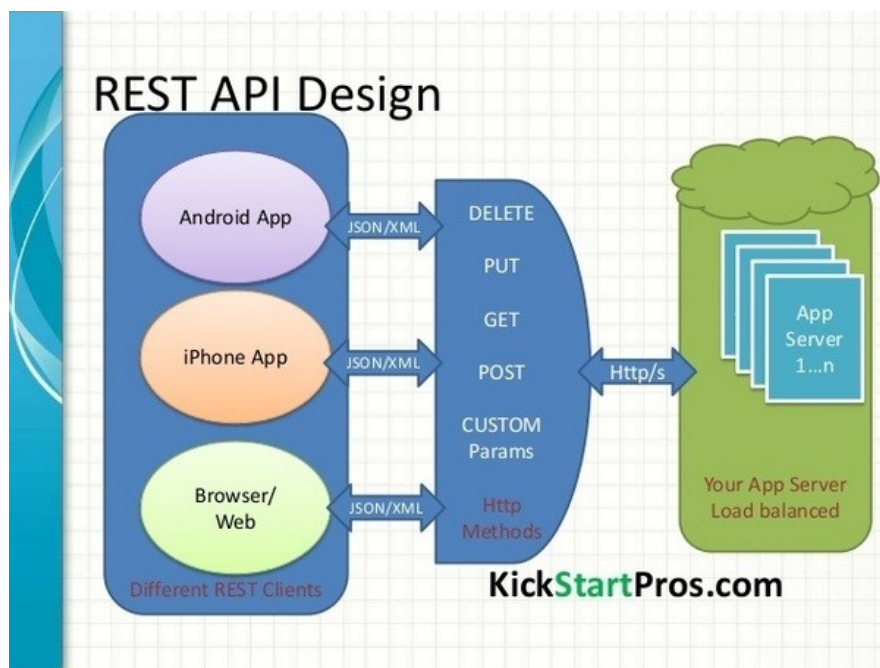 REST API Design
Android App
iPhone App
Browser/
Web
Different REST Clients
JSON/XML
JSON/XML
JSON/XML
DELETE
PUT
GET
POST
CUSTOM
Params
Http
Methods
Http/s
App
Server
1...n
Your App Server
Load balanced
KickStartPros.com